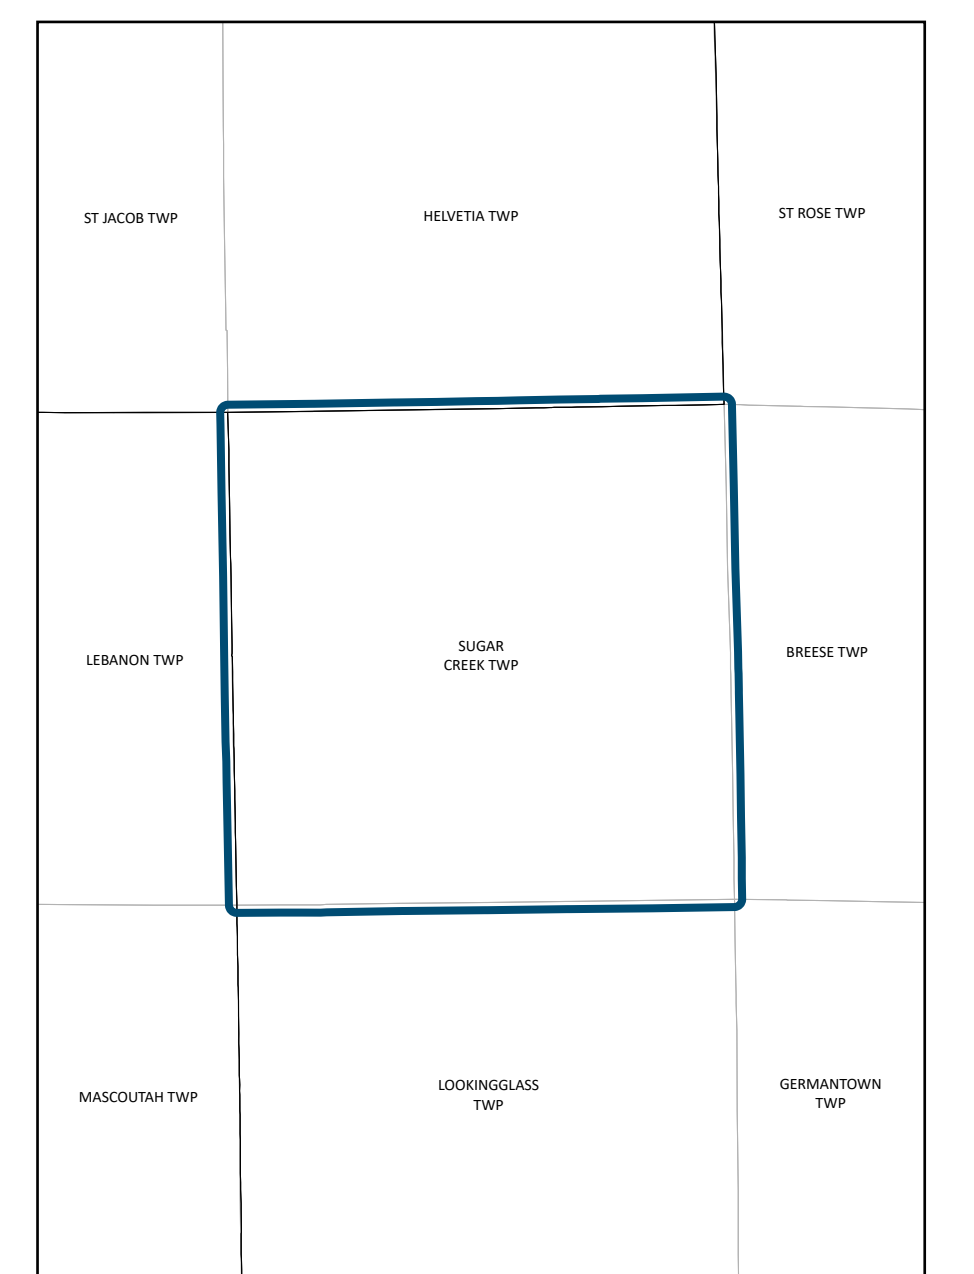 ST JACOB TWP
HELVETIA TWP
ST ROSE TWP
LEBANON TWP
SUGAR
CREEK TWP
BREESE TWP
MASCOUTAH TWP
LOOKINGGLASS
TWP
GERMANTOWN
TWP